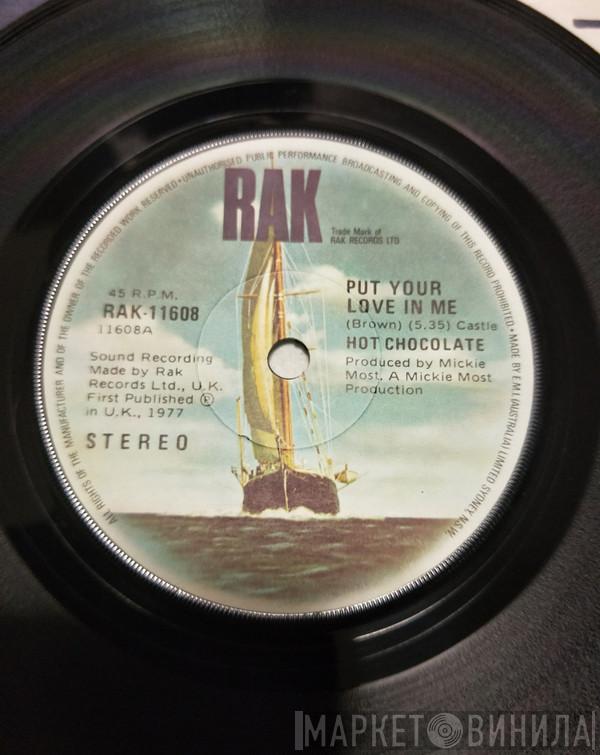 ALL RIGHTS OF THE MANUFACTURER AND OF THE OWNER OF THE RECORDED WORK RESERVED • UNAUTHORISED PUBLIC PERFORMANCE BROADCASTING AND COPYING OF THIS RECORD PROHIBITED • MADE BY E.M.I. (AUSTRALIA) LIMITED SYDNEY. N.S.W.
RAK
Trade Mark of
RAK RECORDS LTD
45 R.P.M.
RAK-11608
11608A
Sound Recording
Made by Rak
Records Ltd., U.K.
First Published ℗
in U.K., 1977
STEREO
PUT YOUR
LOVE IN ME
(Brown) (5.35) Castle
HOT CHOCOLATE
Produced by Mickie
Most, A Mickie Most
Production
МАРКЕТ ВИНИЛА